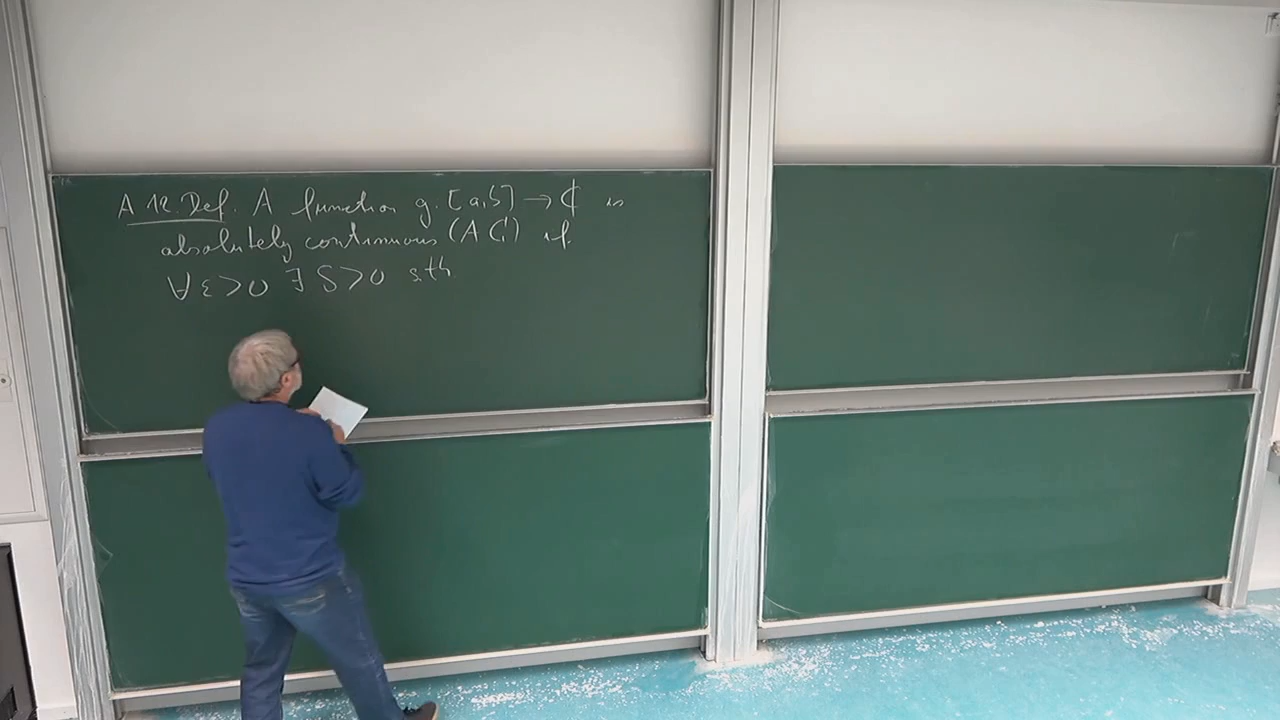 A 12. Def. A function g: [a,b] → ℂ is
absolutely continuous (AC) if
∀ ε > 0 ∃ δ > 0 s.th